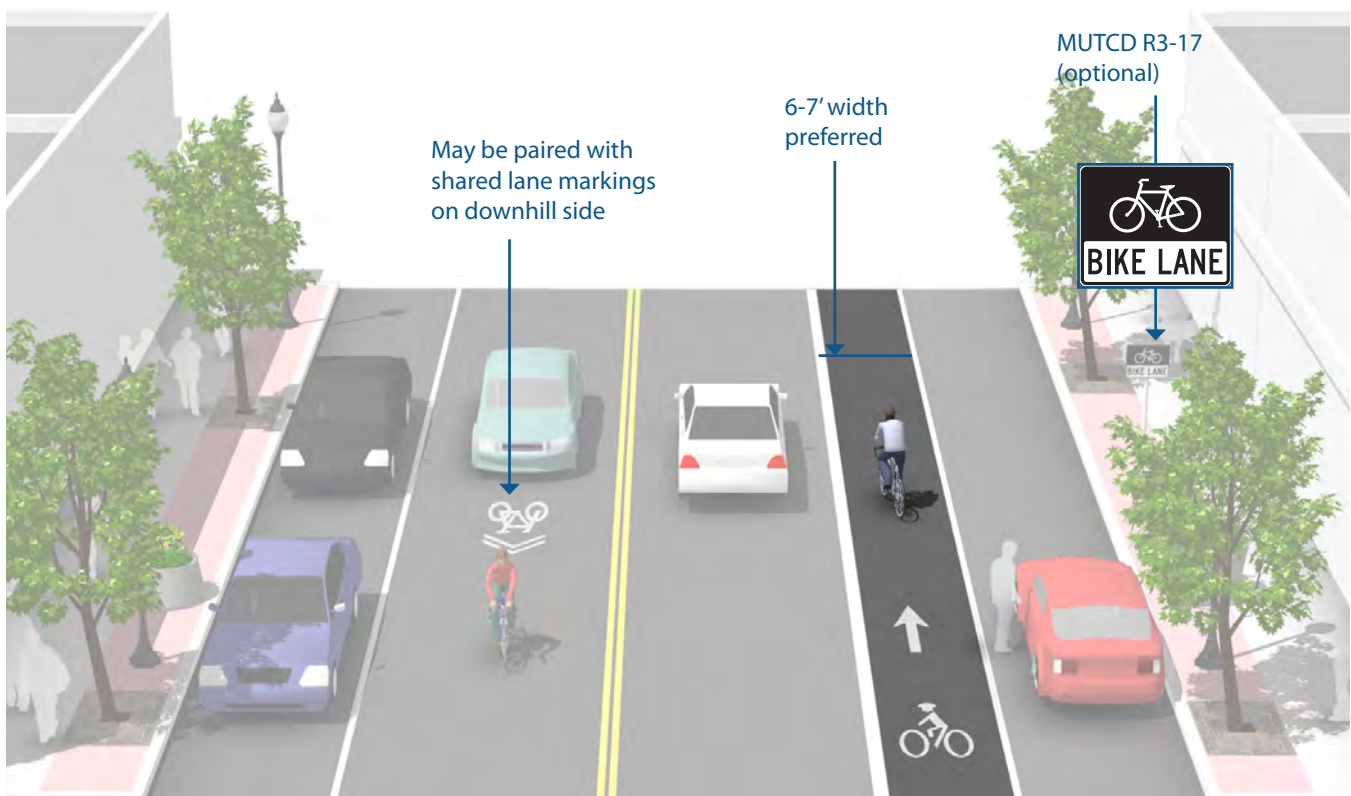 MUTCD R3-17
(optional)
6-7’ width
preferred
May be paired with
shared lane markings
on downhill side
BIKE LANE
BIKE LANE